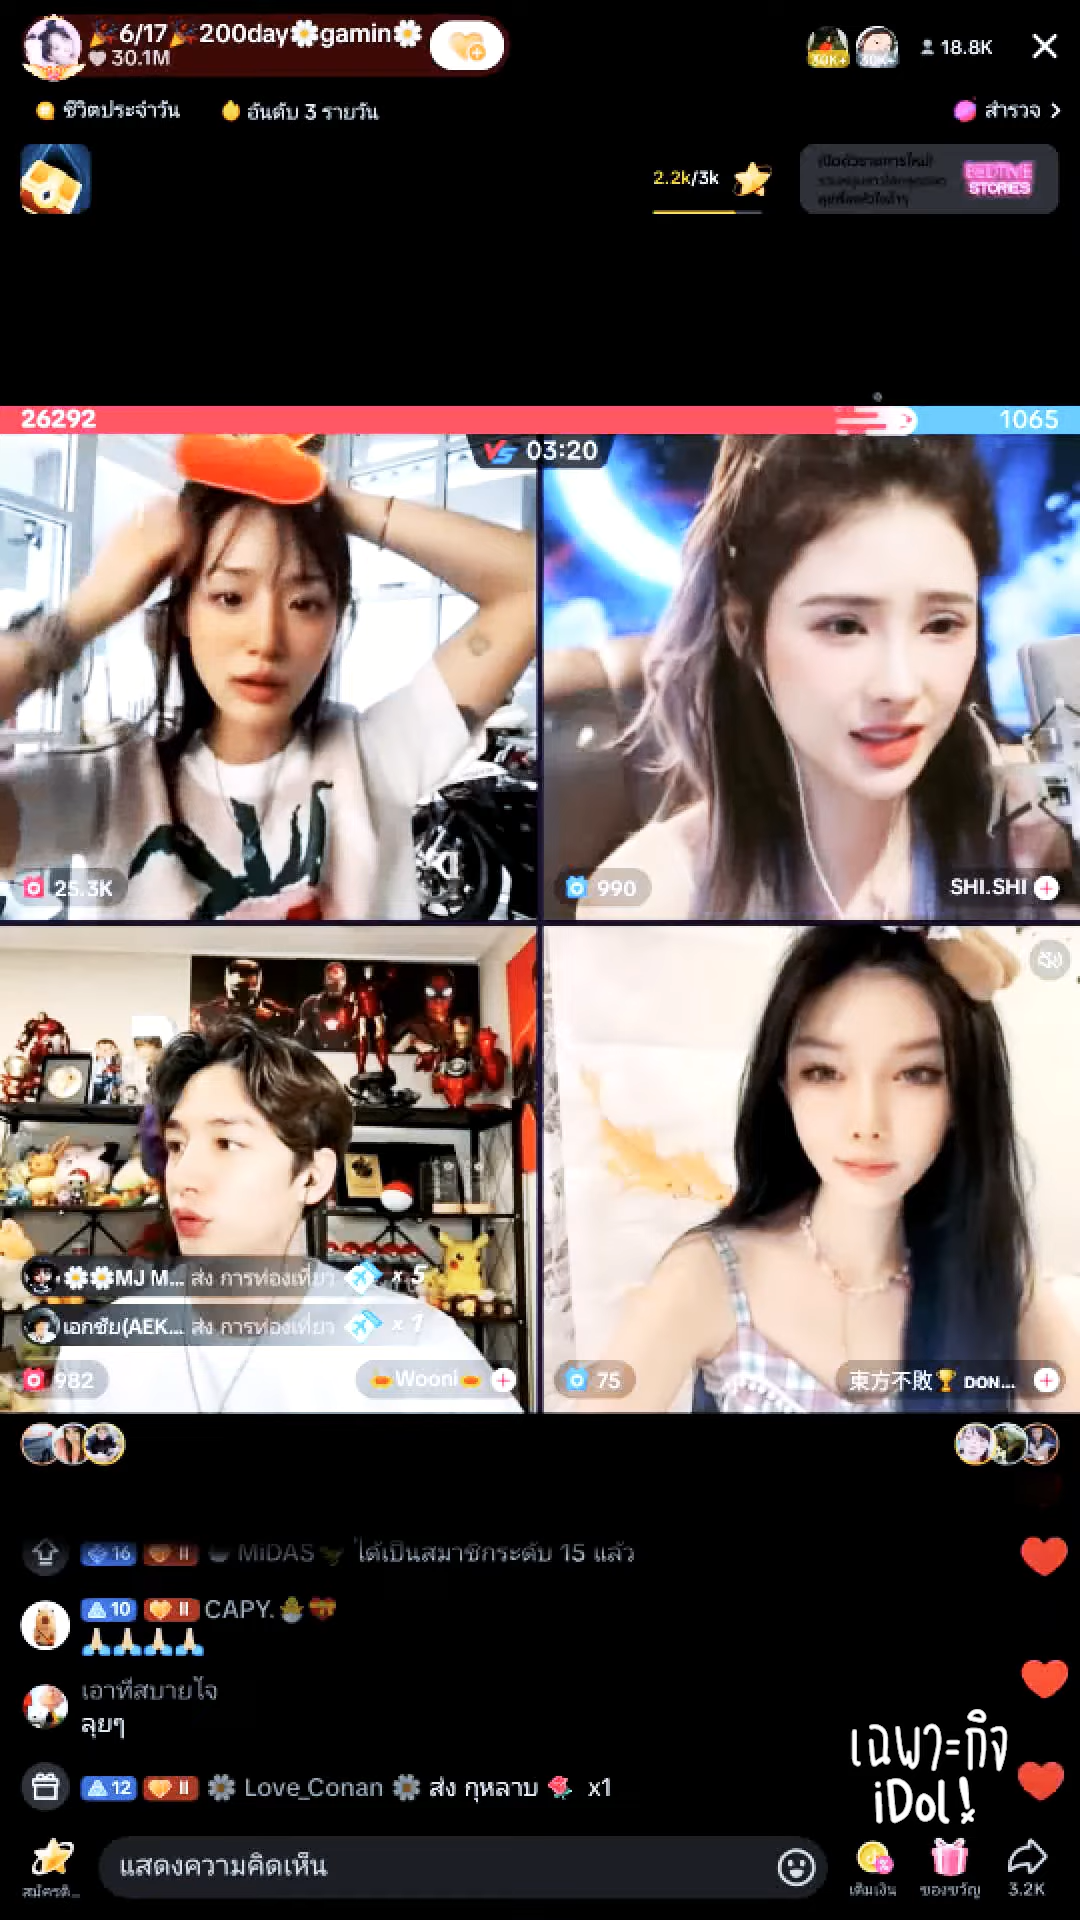 🎉6/17🎉200day🌼gamin🌼
30.1M
30K+
30K+
18.8K
ชีวิตประจำวัน
อันดับ 3 รายวัน
สำรวจ
2.2k/3k
BEDTIME
STORIES
26292
1065
VS 03:20
25.3K
990
SHI.SHI
🌼🌼MJ M... ส่ง การท่องเที่ยว x 5
เอกชัย(AEK... ส่ง การท่องเที่ยว x 1
982
Wooni
75
東方不敗🏆 DON...
16 II MiDAS ได้เป็นสมาชิกระดับ 15 แล้ว
10 II CAPY.🐣💝
🙏🏻🙏🏻🙏🏻🙏🏻
เอาที่สบายใจ
ลุยๆ
12 II 🌼 Love_Conan 🌼 ส่ง กุหลาบ 🌹 x1
เฉพาะกิจ
iDol!
แสดงความคิดเห็น
เติมเงิน
ของขวัญ
3.2K